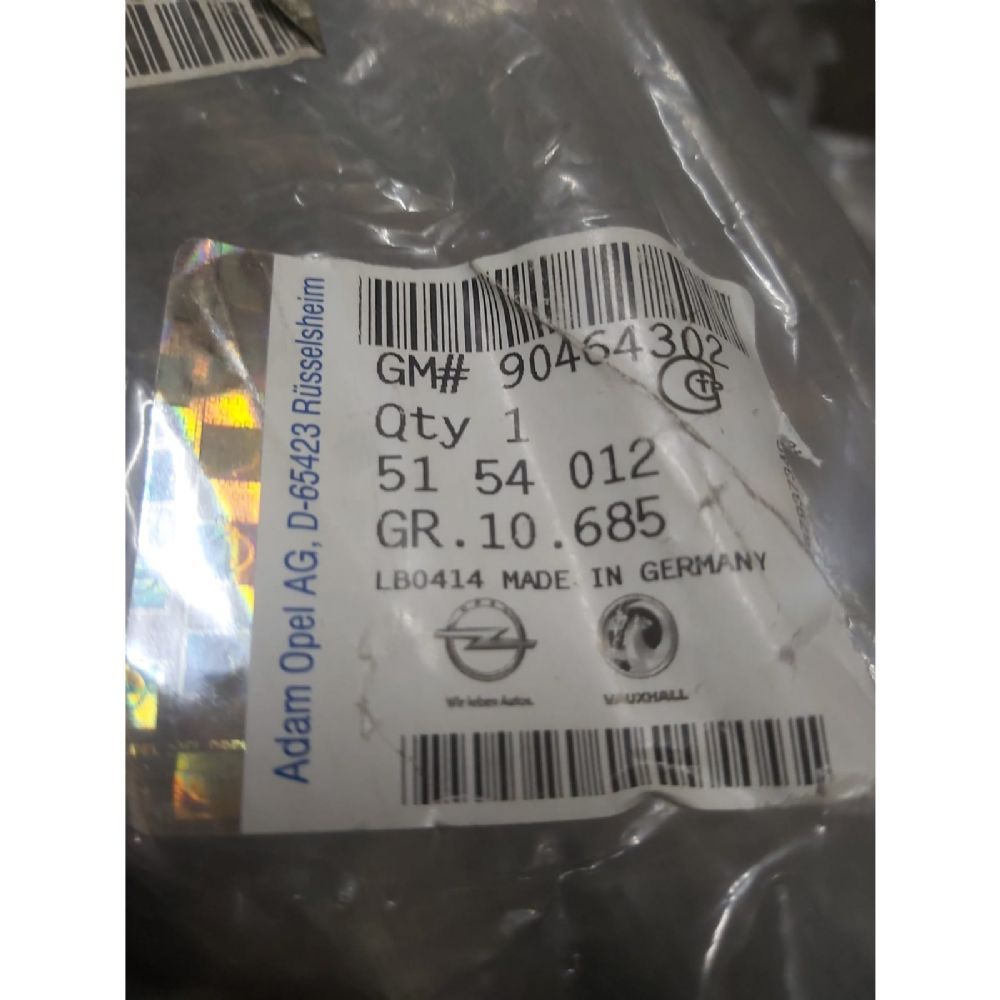 Adam Opel AG, D-65423 Rüsselsheim
GM# 90464302
Qty 1
51 54 012
GR.10.685
LB0414 MADE IN GERMANY
OPEL
Wir leben Autos.
VAUXHALL